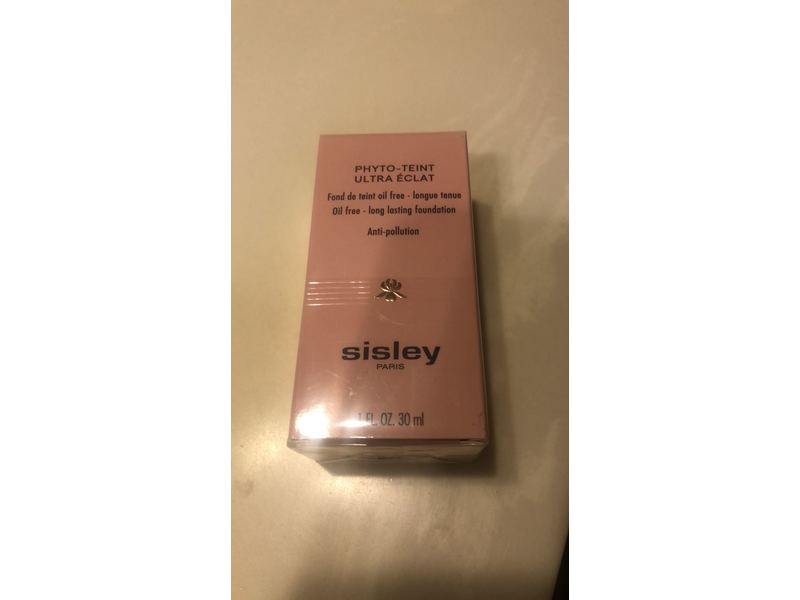 PHYTO-TEINT
ULTRA ÉCLAT
Fond de teint oil free - longue tenue
Oil free - long lasting foundation
Anti-pollution
sisley
PARIS
1 FL. OZ. 30 ml